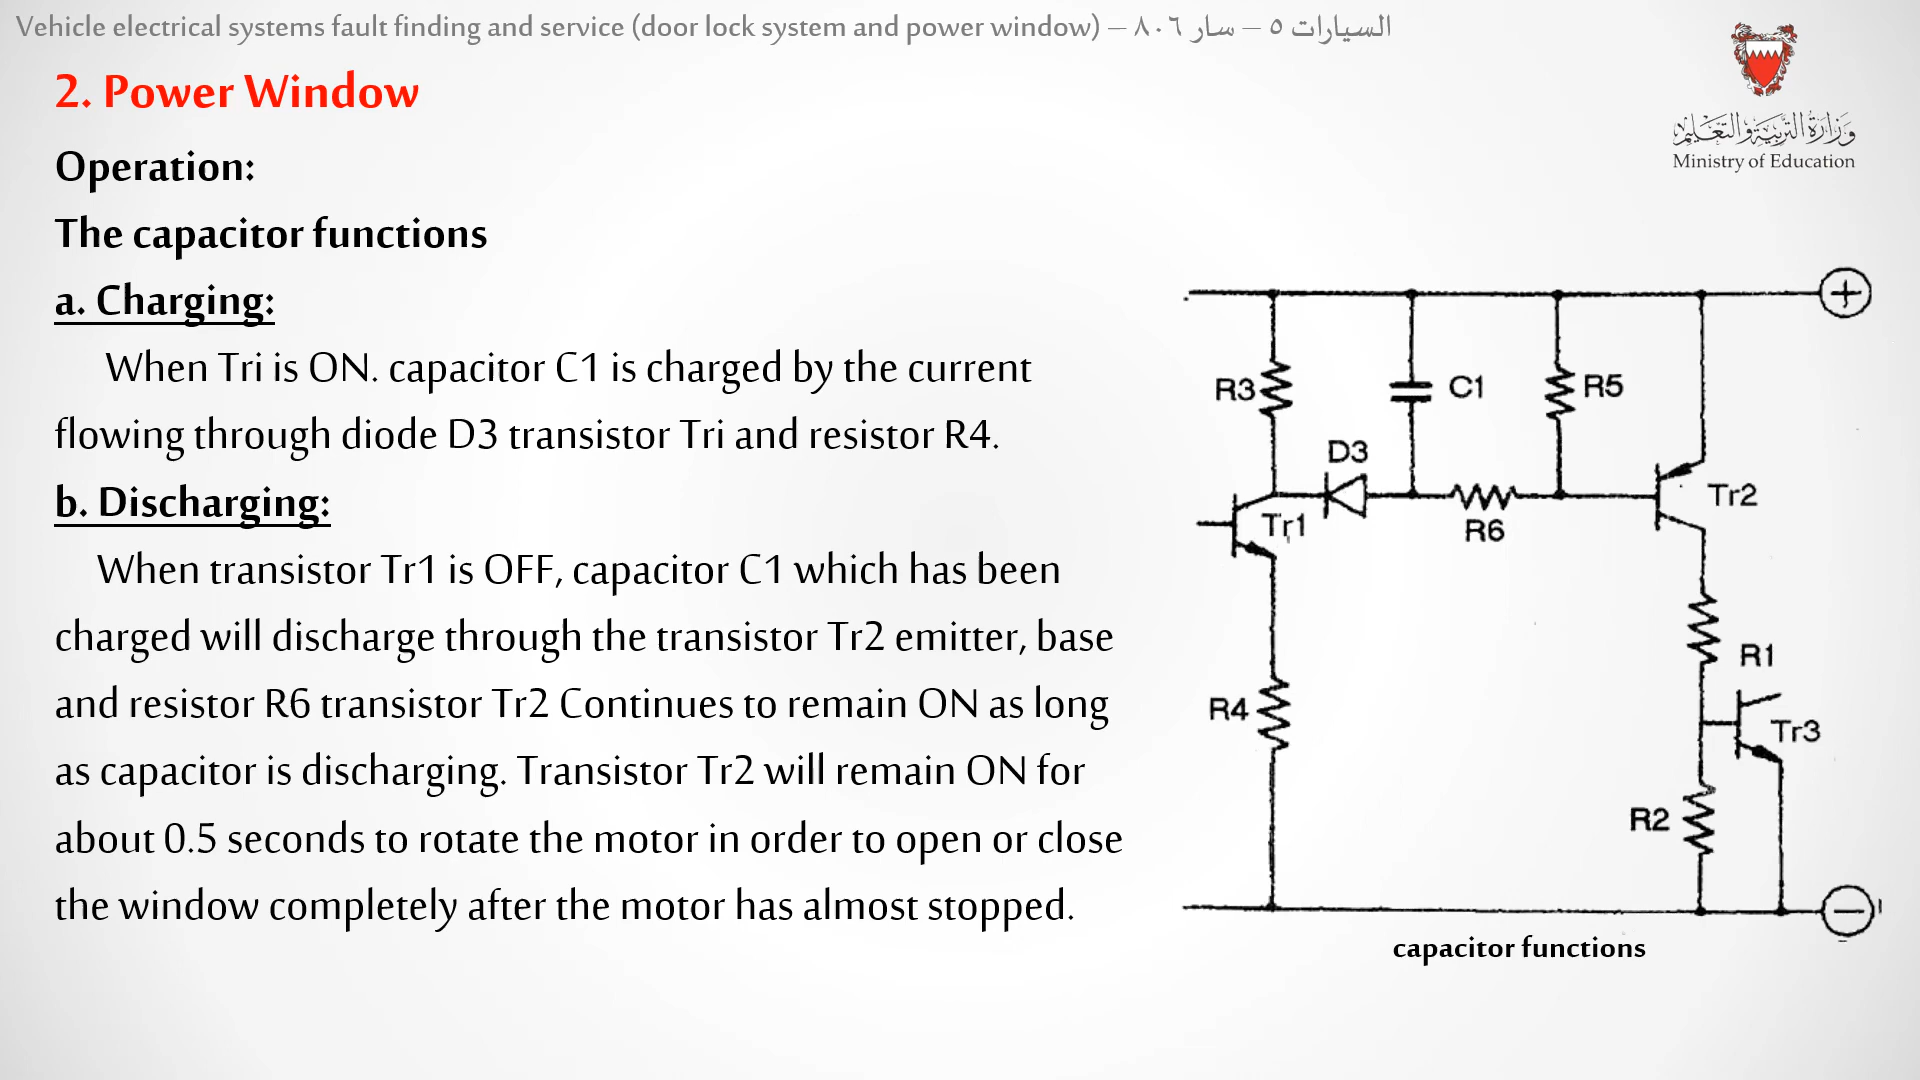 Vehicle electrical systems fault finding and service (door lock system and power window) – السيارات ٥ – سار ٨٠٦
2. Power Window
وزارة التربية والتعليم
Ministry of Education
Operation:
The capacitor functions
a. Charging:
When Tri is ON. capacitor C1 is charged by the current
flowing through diode D3 transistor Tri and resistor R4.
b. Discharging:
When transistor Tr1 is OFF, capacitor C1 which has been
charged will discharge through the transistor Tr2 emitter, base
and resistor R6 transistor Tr2 Continues to remain ON as long
as capacitor is discharging. Transistor Tr2 will remain ON for
about 0.5 seconds to rotate the motor in order to open or close
the window completely after the motor has almost stopped.
+
R3
C1
R5
D3
Tr1
R6
Tr2
R1
R4
Tr3
R2
−
capacitor functions